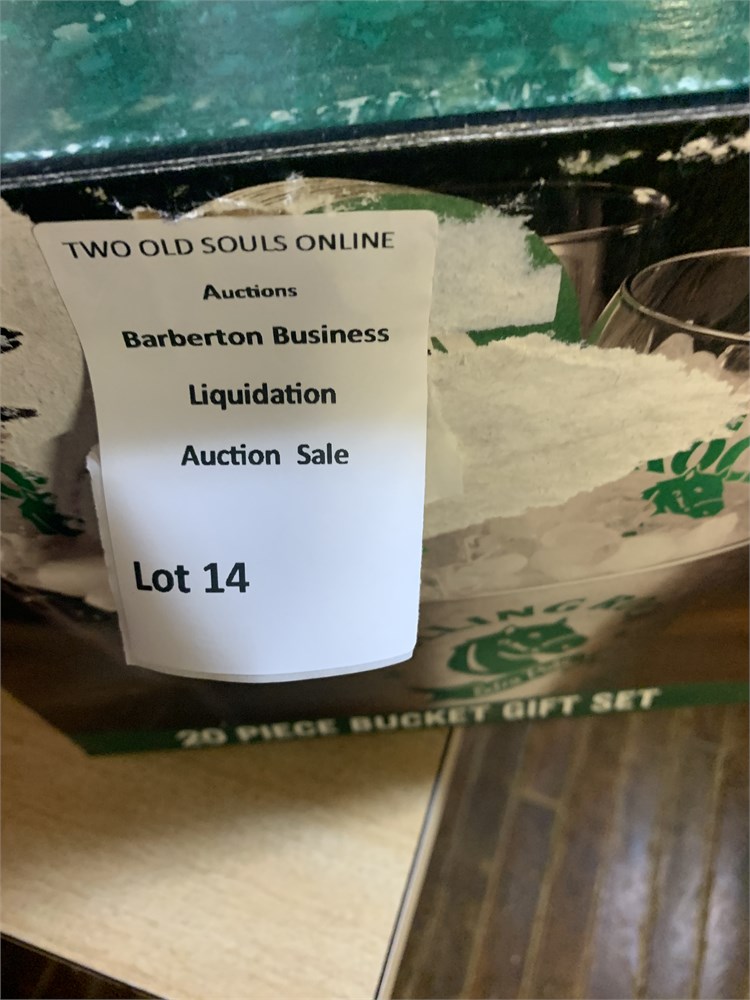 TWO OLD SOULS ONLINE
Auctions
Barberton Business
Liquidation
Auction Sale
Lot 14
20 PIECE BUCKET GIFT SET